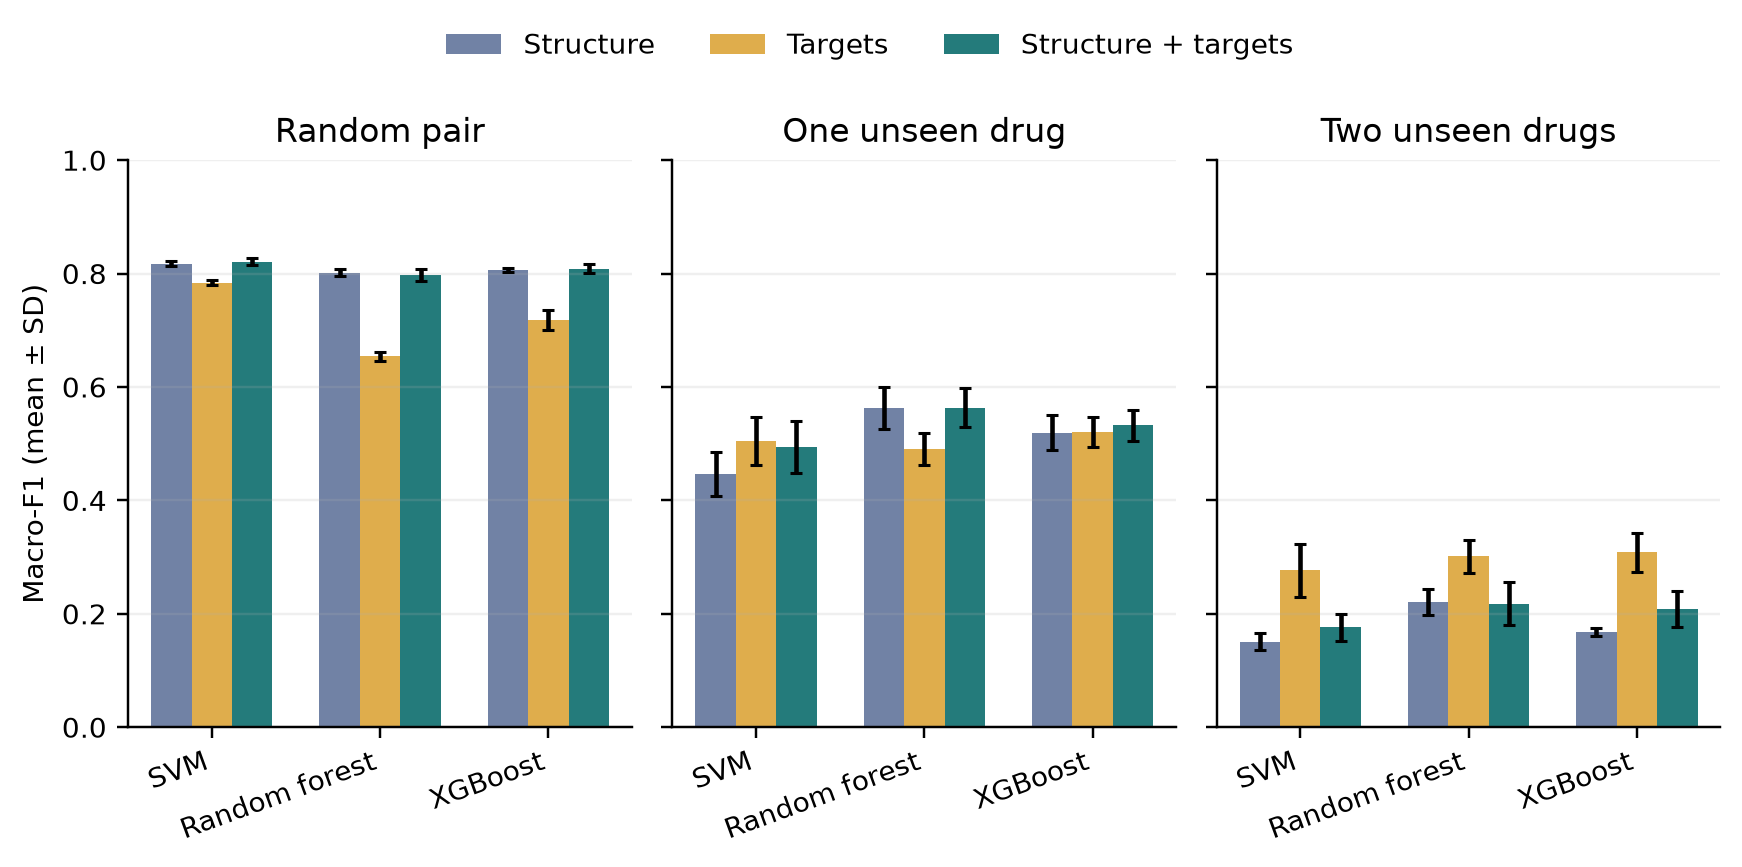 Structure Targets Structure + targets
Random pair One unseen drug Two unseen drugs
Macro-F1 (mean ± SD)
1.0
0.8
0.6
0.4
0.2
0.0
SVM Random forest XGBoost SVM Random forest XGBoost SVM Random forest XGBoost